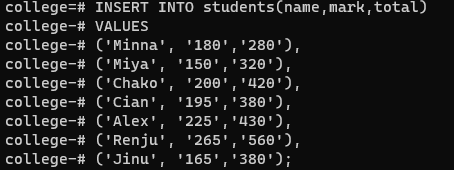 college=# INSERT INTO students(name,mark,total)
college-# VALUES
college-# ('Minna', '180','280'),
college-# ('Miya', '150','320'),
college-# ('Chako', '200','420'),
college-# ('Cian', '195','380'),
college-# ('Alex', '225','430'),
college-# ('Renju', '265','560'),
college-# ('Jinu', '165','380');